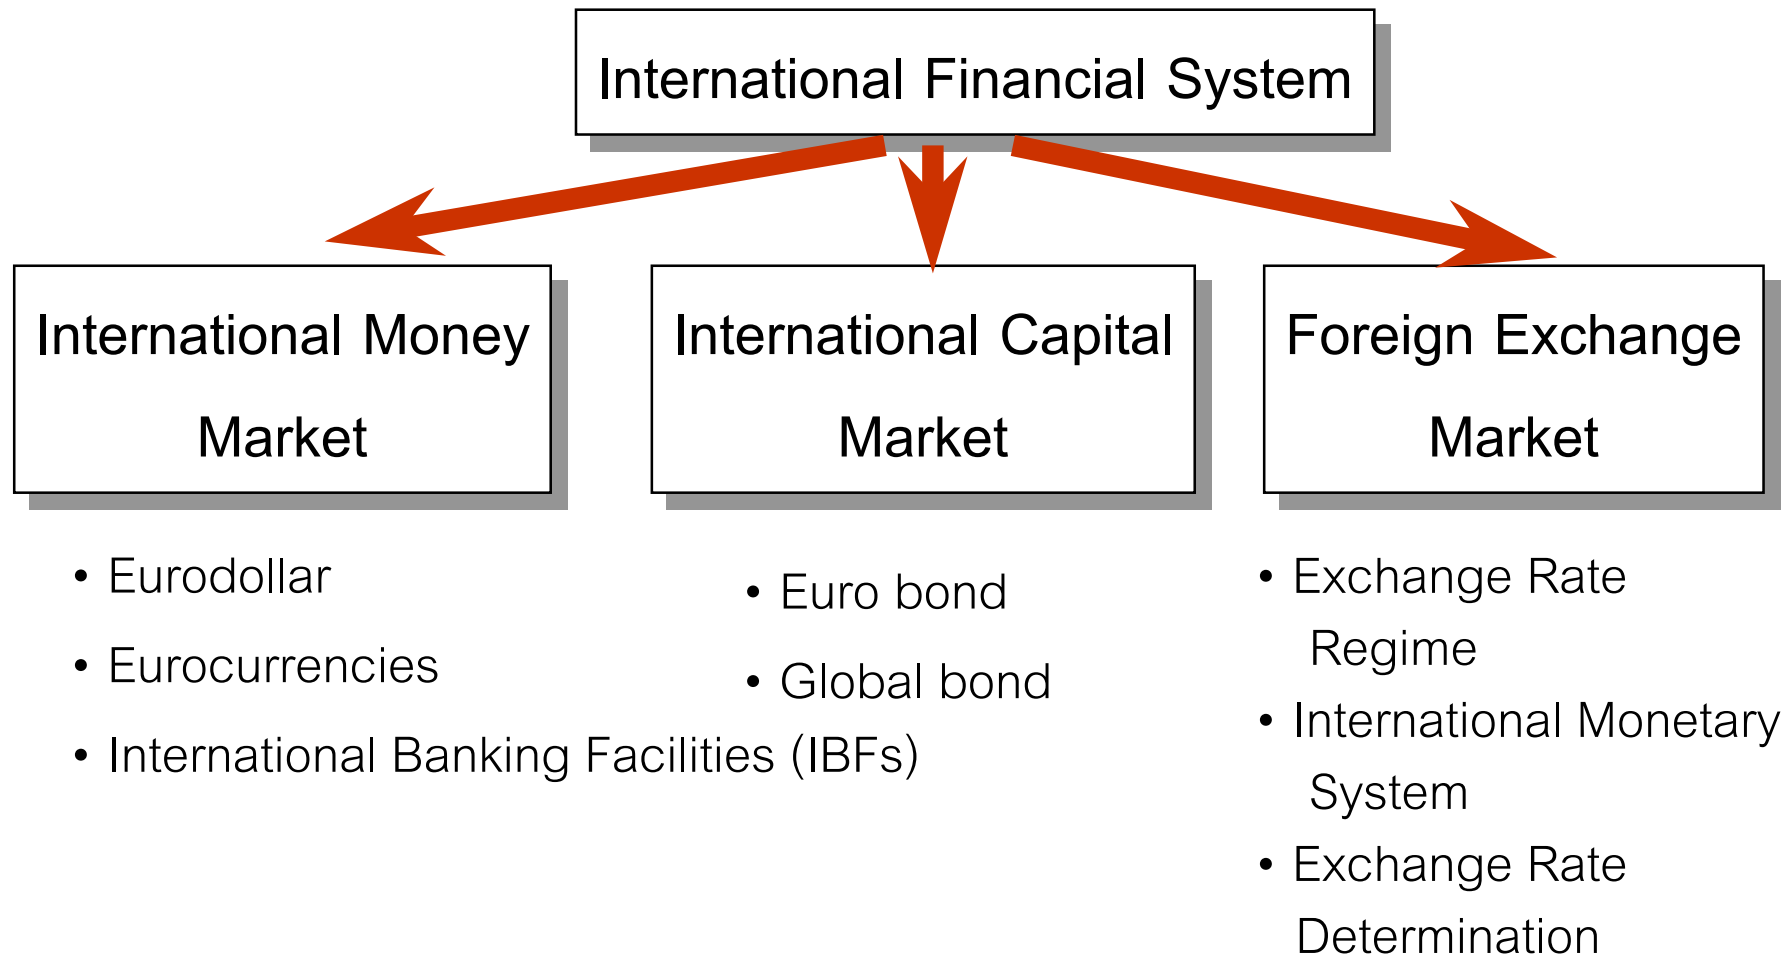 International Financial System
International Money
Market
• Eurodollar
• Eurocurrencies
• International Banking Facilities (IBFs)
International Capital
Market
• Euro bond
• Global bond
Foreign Exchange
Market
• Exchange Rate
Regime
• International Monetary
System
• Exchange Rate
Determination